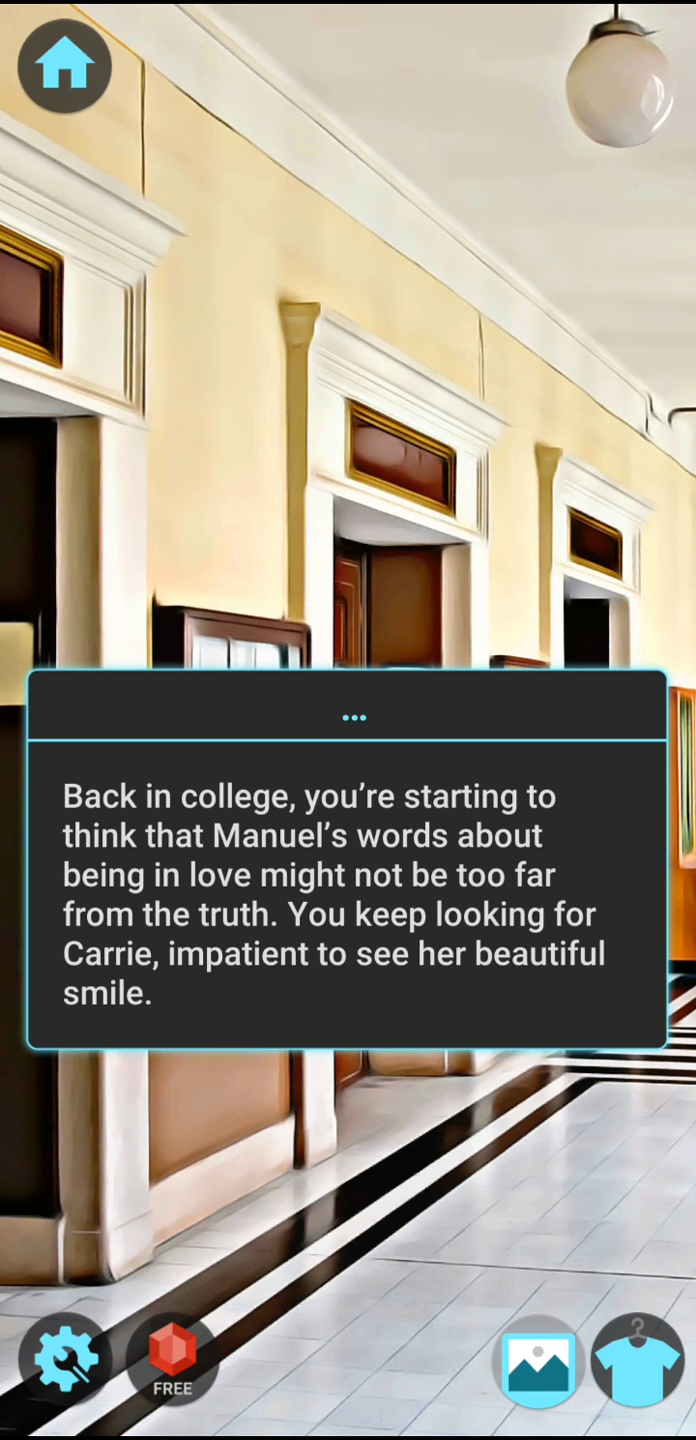 ...
Back in college, you’re starting to
think that Manuel’s words about
being in love might not be too far
from the truth. You keep looking for
Carrie, impatient to see her beautiful
smile.
FREE